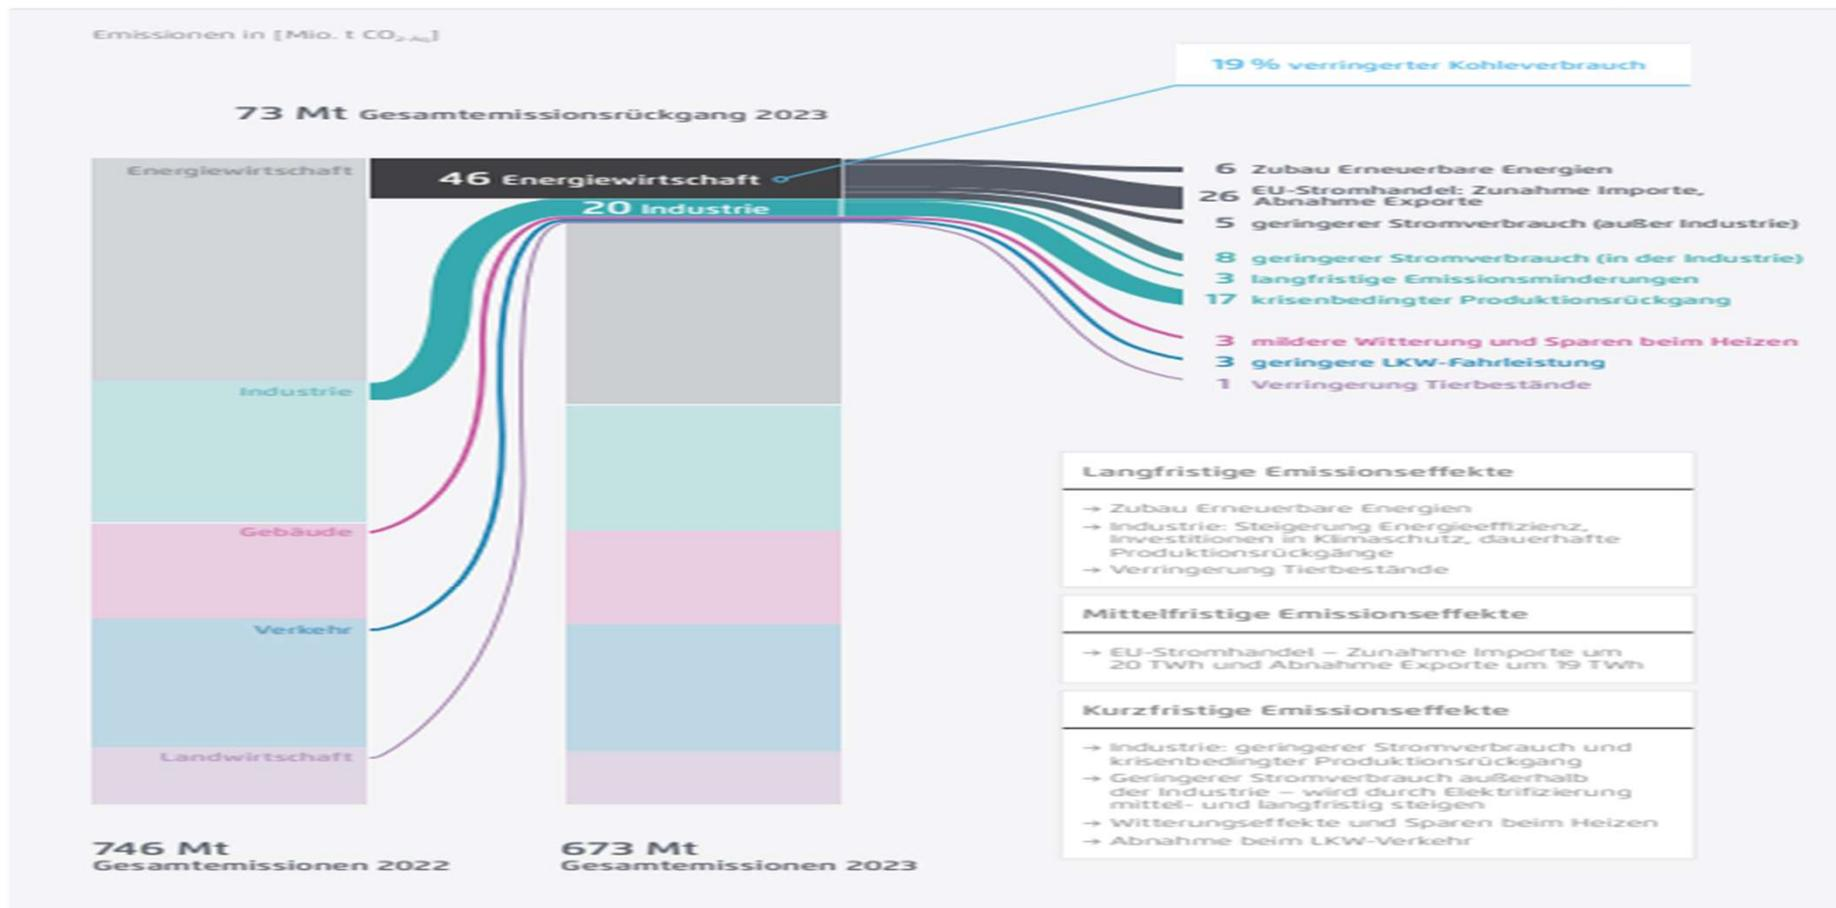 Emissionen in [Mio. t CO₂-Äq]
19 % verringerter Kohleverbrauch
73 Mt Gesamtemissionsrückgang 2023
Energiewirtschaft
46 Energiewirtschaft
20 Industrie
6 Zubau Erneuerbare Energien
26 EU-Stromhandel: Zunahme Importe,
Abnahme Exporte
5 geringerer Stromverbrauch (außer Industrie)
8 geringerer Stromverbrauch (in der Industrie)
3 langfristige Emissionsminderungen
17 krisenbedingter Produktionsrückgang
3 mildere Witterung und Sparen beim Heizen
3 geringere LKW-Fahrleistung
1 Verringerung Tierbestände
Industrie
Gebäude
Verkehr
Landwirtschaft
746 Mt
Gesamtemissionen 2022
673 Mt
Gesamtemissionen 2023
Langfristige Emissionseffekte
→ Zubau Erneuerbare Energien
→ Industrie: Steigerung Energieeffizienz,
Investitionen in Klimaschutz, dauerhafte
Produktionsrückgänge
→ Verringerung Tierbestände
Mittelfristige Emissionseffekte
→ EU-Stromhandel – Zunahme Importe um
20 TWh und Abnahme Exporte um 19 TWh
Kurzfristige Emissionseffekte
→ Industrie: geringerer Stromverbrauch und
krisenbedingter Produktionsrückgang
→ Geringerer Stromverbrauch außerhalb
der Industrie – wird durch Elektrifizierung
mittel- und langfristig steigen
→ Witterungseffekte und Sparen beim Heizen
→ Abnahme beim LKW-Verkehr